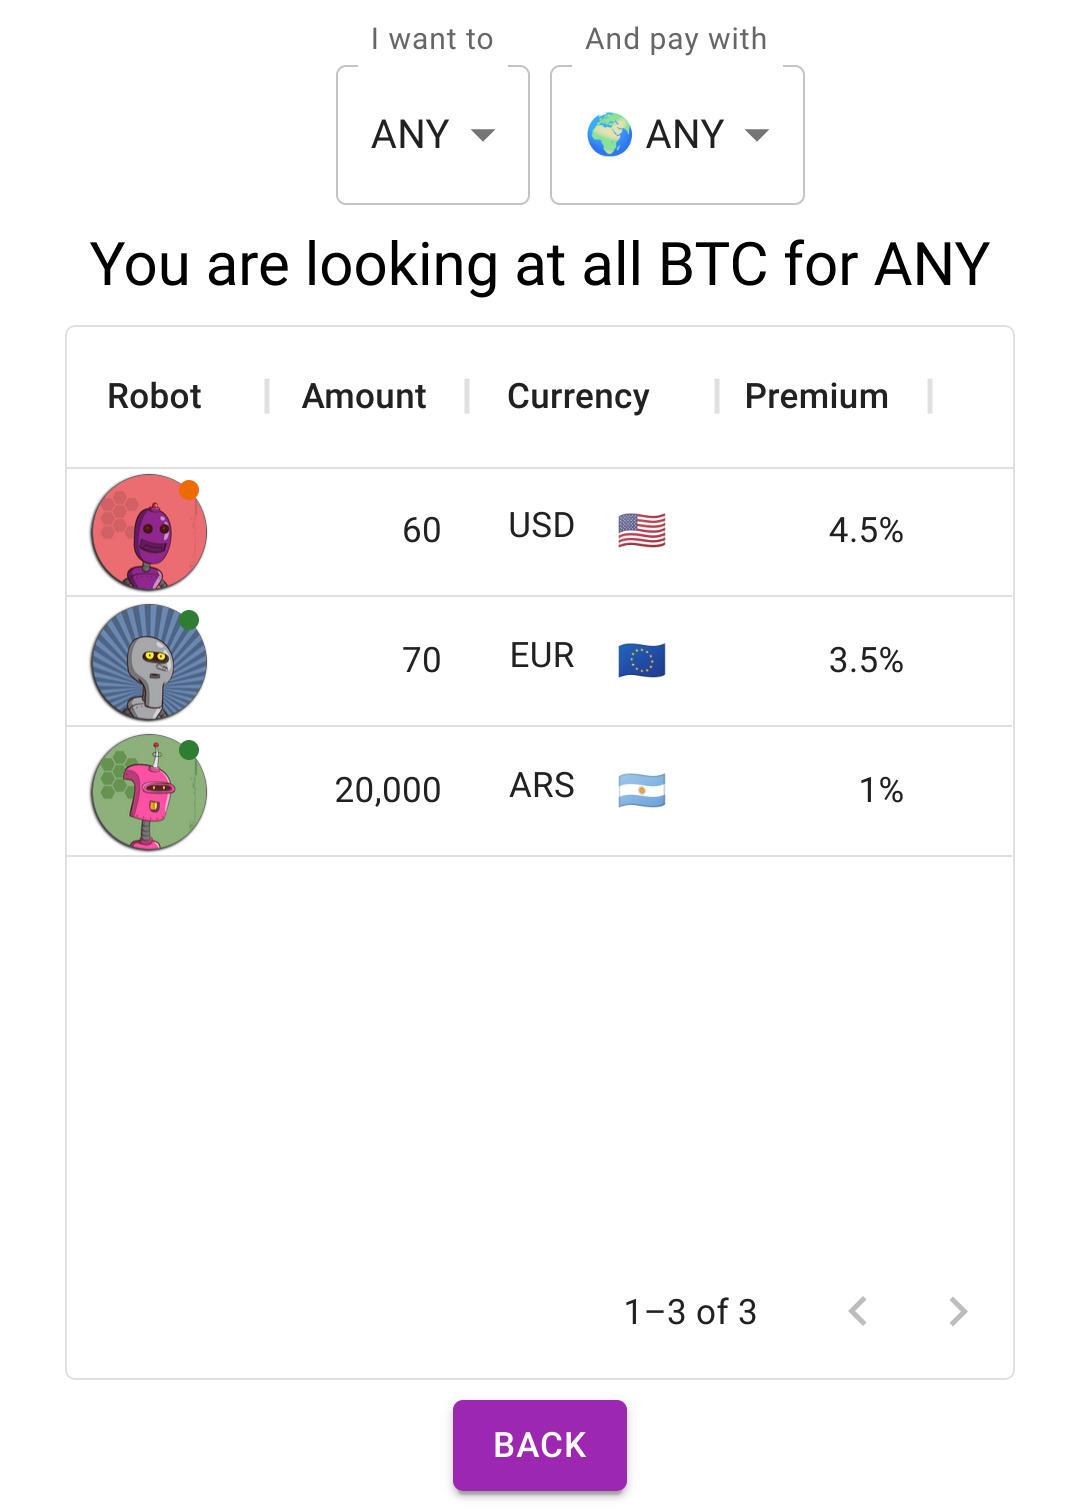 I want to And pay with
ANY 🌍 ANY
You are looking at all BTC for ANY
Robot Amount Currency Premium
60 USD 🇺🇸 4.5%
70 EUR 🇪🇺 3.5%
20,000 ARS 🇦🇷 1%
1–3 of 3
BACK